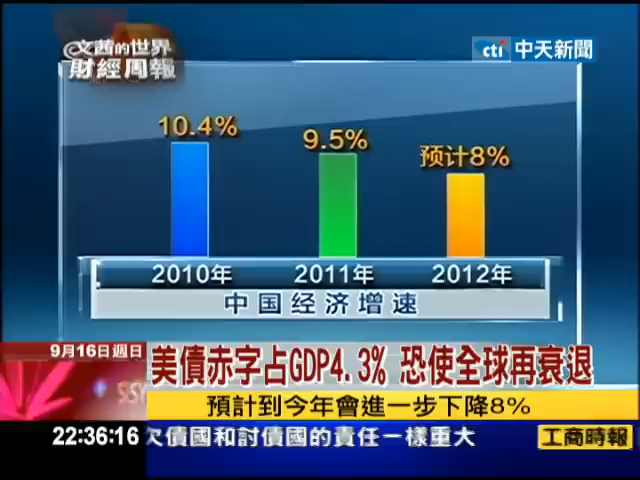 文茜的世界
財經周報
cti 中天新聞
10.4%
9.5%
预计8%
2010年
2011年
2012年
中国经济增速
9月16日週日
美債赤字占GDP4.3% 恐使全球再衰退
預計到今年會進一步下降8%
22:36:16
欠債國和討債國的責任一樣重大
工商時報